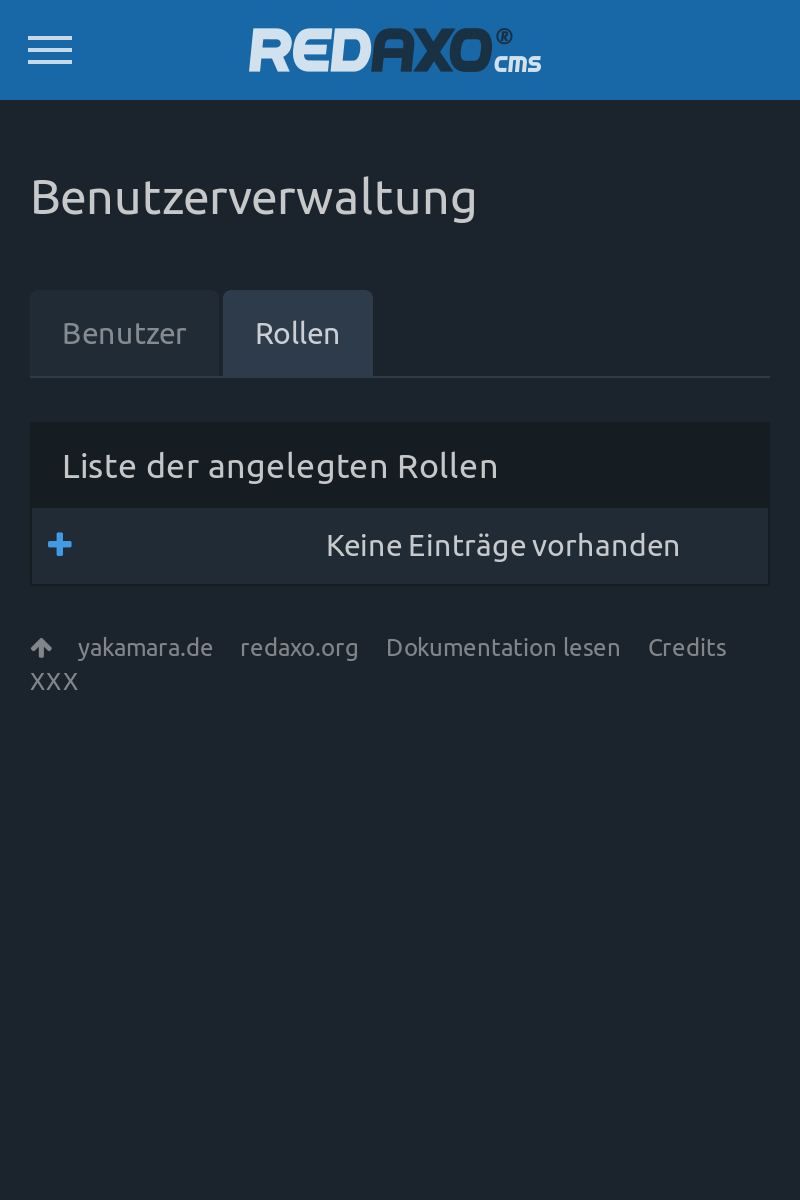 REDAXO®
cms
Benutzerverwaltung
Benutzer Rollen
Liste der angelegten Rollen
Keine Einträge vorhanden
yakamara.de redaxo.org Dokumentation lesen Credits
XXX